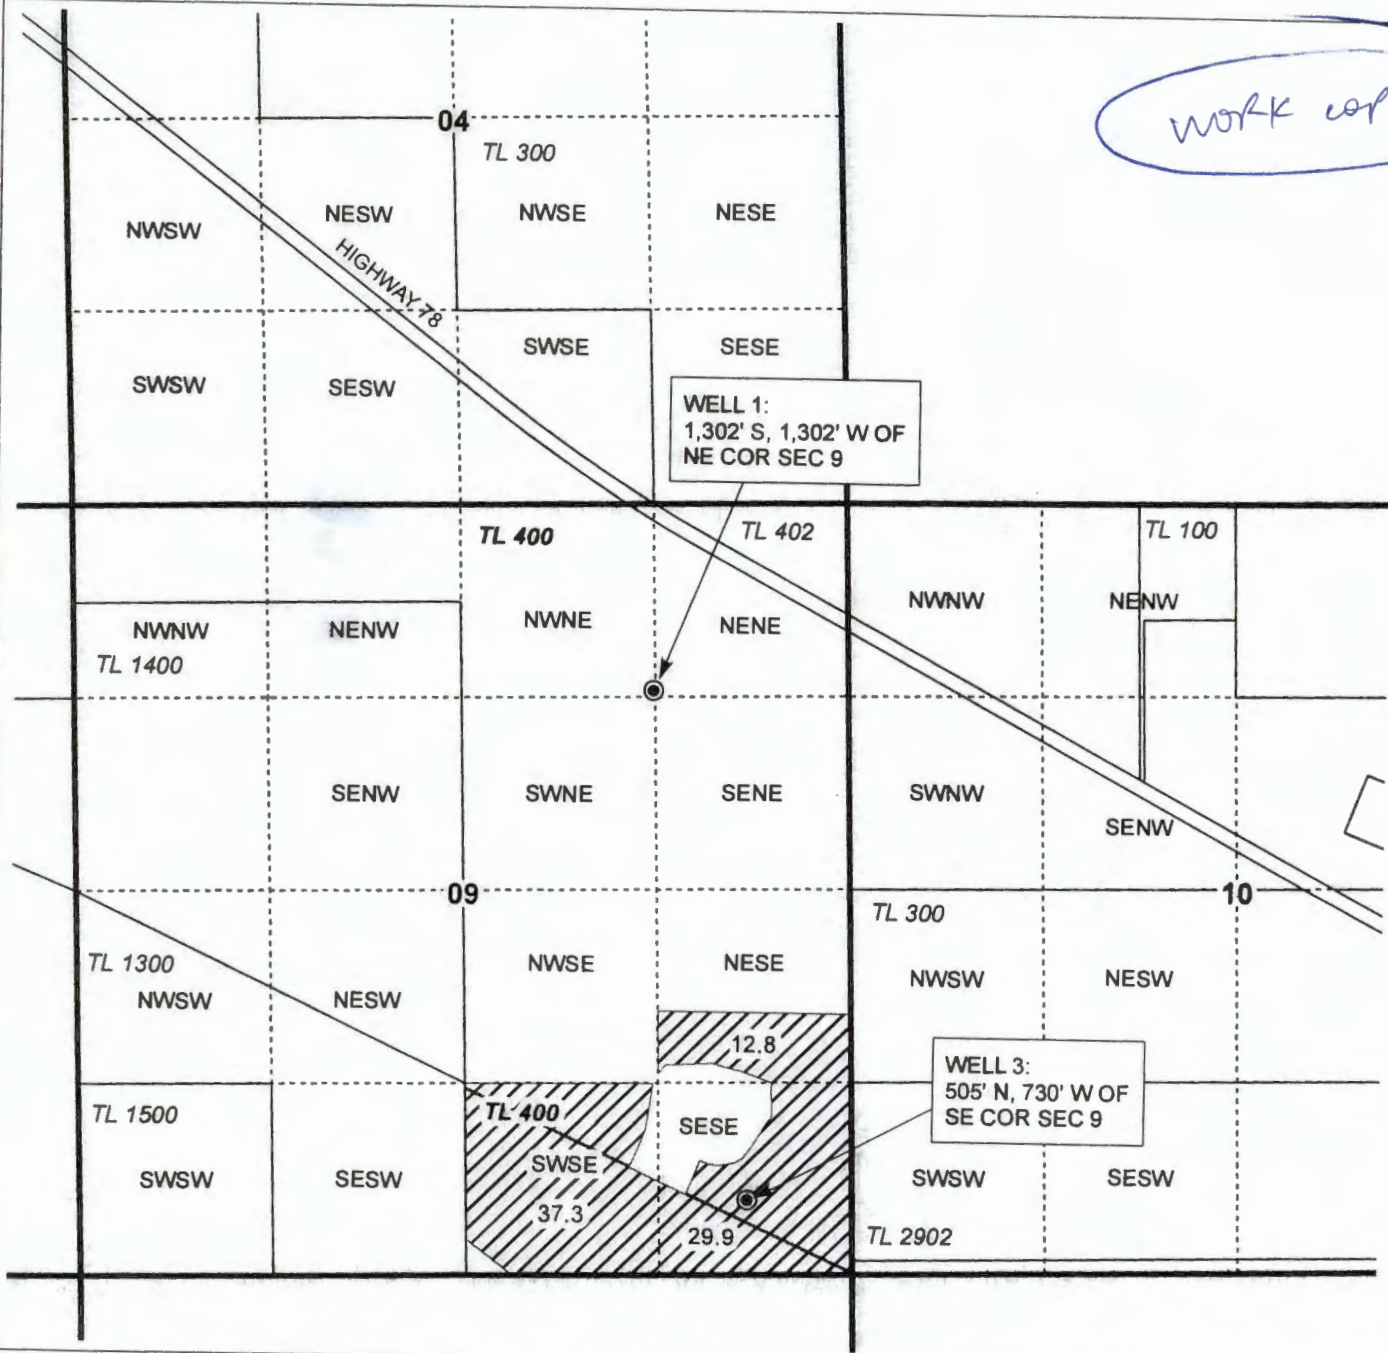 work cop
04
TL 300
NWSW
NESW
NWSE
NESE
HIGHWAY 78
SWSW
SESW
SWSE
SESE
WELL 1:
1,302' S, 1,302' W OF
NE COR SEC 9
TL 400
TL 402
TL 100
NWNW
NENW
NWNE
NENE
NWNW
NENW
TL 1400
SENW
SWNE
SENE
SWNW
SENW
09
10
TL 300
TL 1300
NWSW
NESW
NWSE
NESE
NWSW
NESW
12.8
WELL 3:
505' N, 730' W OF
SE COR SEC 9
TL 1500
TL 400
SESE
SWSW
SESW
SWSE
SWSW
SESW
37.3
29.9
TL 2902